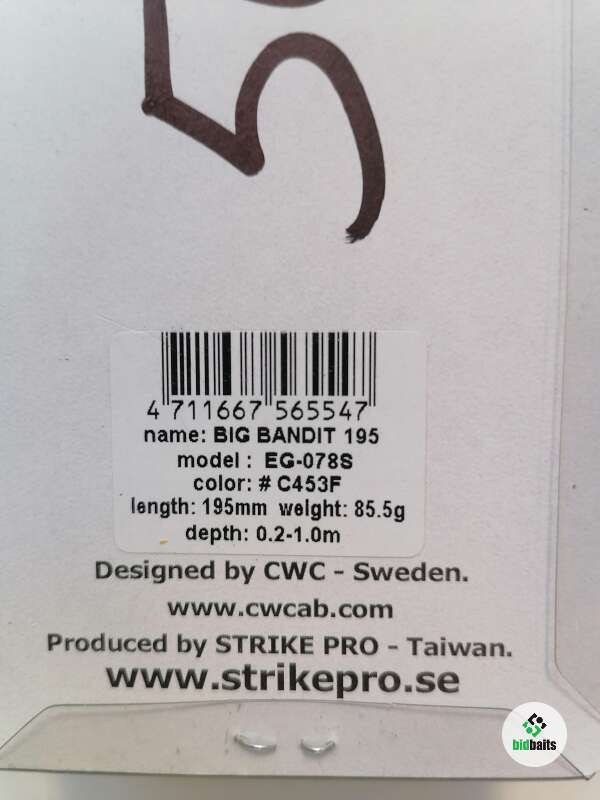 5
4 711667 565547
name: BIG BANDIT 195
model : EG-078S
color: # C453F
length: 195mm weight: 85.5g
depth: 0.2-1.0m
Designed by CWC - Sweden.
www.cwcab.com
Produced by STRIKE PRO - Taiwan.
www.strikepro.se
bidbaits